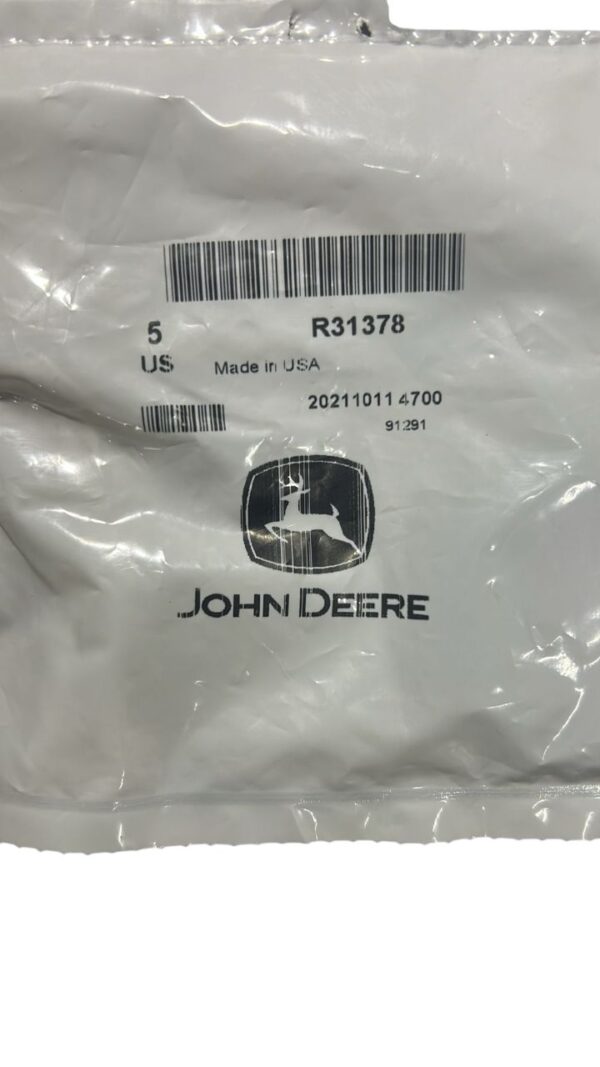 5 R31378
US Made in USA
20211011 4700
91291
JOHN DEERE